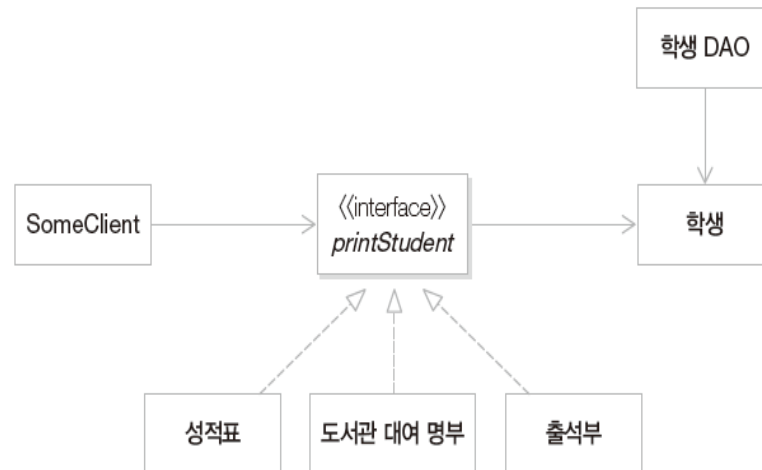 학생 DAO
SomeClient
《interface》
printStudent
학생
성적표
도서관 대여 명부
출석부